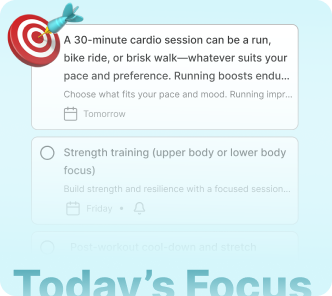 A 30-minute cardio session can be a run,
bike ride, or brisk walk—whatever suits your
pace and preference. Running boosts endu...
Choose what fits your pace and mood. Running impr...
Tomorrow
Strength training (upper body or lower body
focus)
Build strength and resilience with a focused session...
Friday •
Post-workout cool-down and stretch
Today's Focus